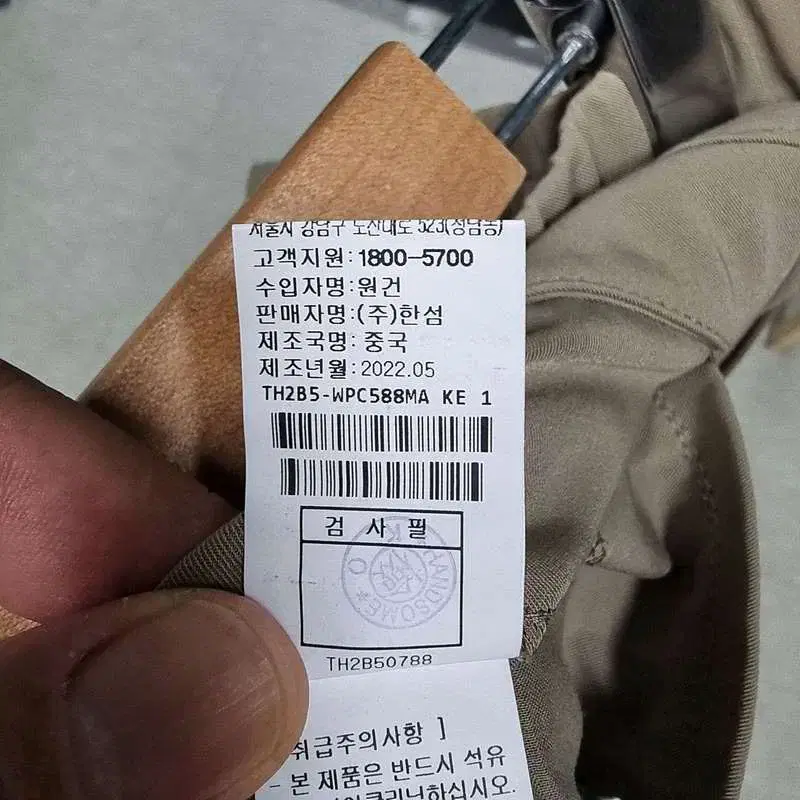 서울시 강남구 도산대로 523(청담동)
고객지원:1800-5700
수입자명:원건
판매자명:(주)한섬
제조국명: 중국
제조년월:2022.05
TH2B5-WPC588MA KE 1
검 사 필
HANDSOME
TH2B50788
취급주의사항 ]
- 본 제품은 반드시 석유